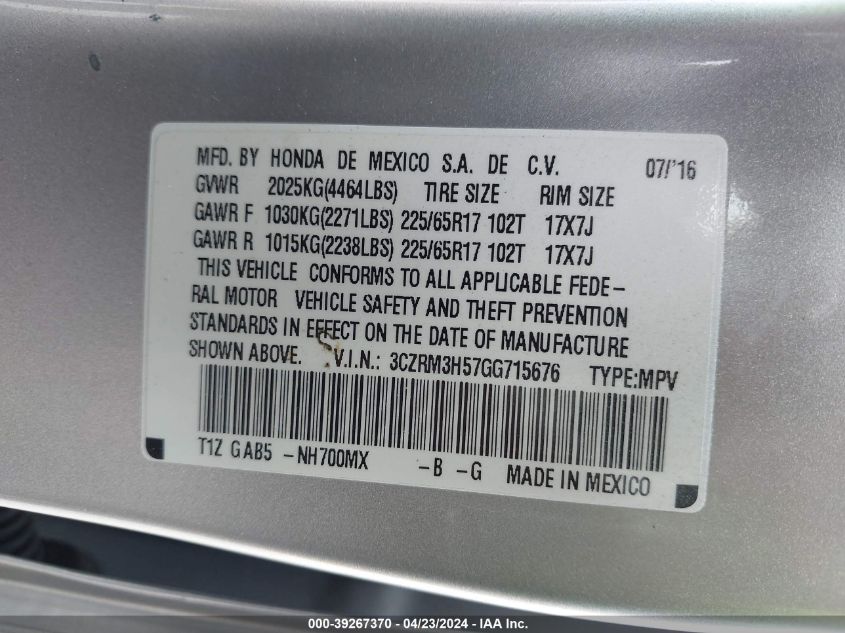 MFD. BY HONDA DE MEXICO S.A. DE C.V. 07/'16
GVWR 2025KG(4464LBS) TIRE SIZE RIM SIZE
GAWR F 1030KG(2271LBS) 225/65R17 102T 17X7J
GAWR R 1015KG(2238LBS) 225/65R17 102T 17X7J
THIS VEHICLE CONFORMS TO ALL APPLICABLE FEDE-
RAL MOTOR VEHICLE SAFETY AND THEFT PREVENTION
STANDARDS IN EFFECT ON THE DATE OF MANUFACTURE
SHOWN ABOVE. V.I.N.: 3CZRM3H57GG715676 TYPE:MPV
T1Z GAB5 -NH700MX -B -G MADE IN MEXICO
000-39267370 - 04/23/2024 - IAA Inc.